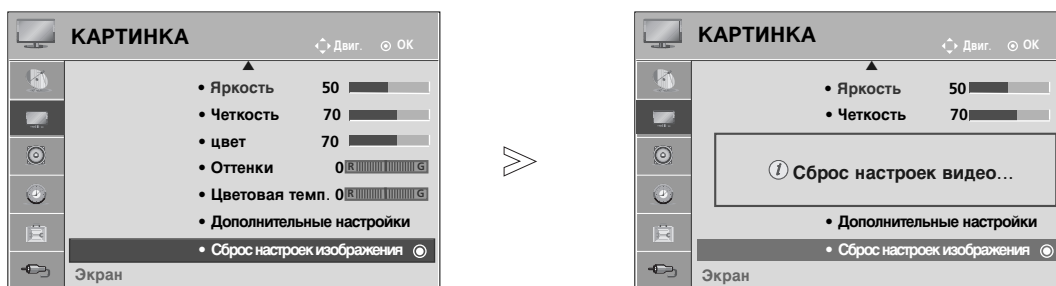 КАРТИНКА
Двиг. OK
• Яркость 50
• Четкость 70
• цвет 70
• Оттенки 0 R G
• Цветовая темп. 0 R G
• Дополнительные настройки
• Сброс настроек изображения
Экран
КАРТИНКА
Двиг. OK
• Яркость 50
• Четкость 70
i Сброс настроек видео...
• Дополнительные настройки
• Сброс настроек изображения
Экран